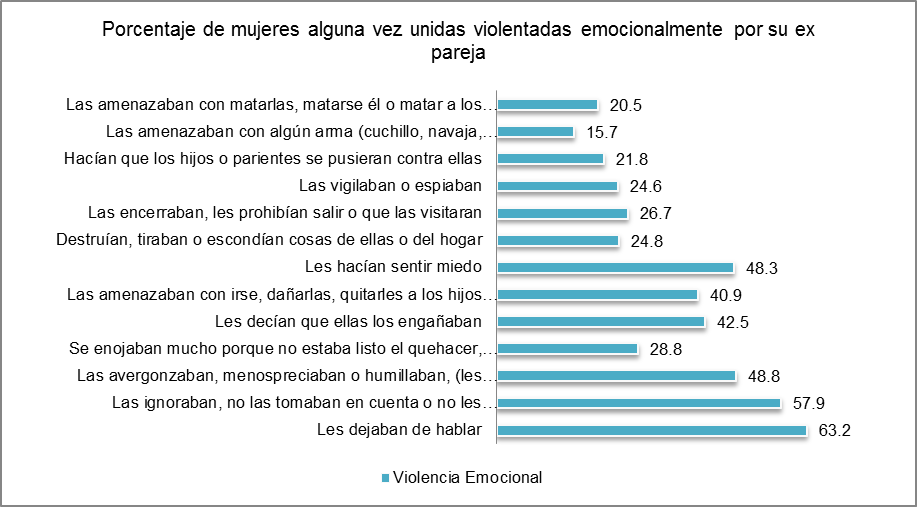 Porcentaje de mujeres alguna vez unidas violentadas emocionalmente por su ex
pareja
Las amenazaban con matarlas, matarse él o matar a los… 20.5
Las amenazaban con algún arma (cuchillo, navaja,… 15.7
Hacían que los hijos o parientes se pusieran contra ellas 21.8
Las vigilaban o espiaban 24.6
Las encerraban, les prohibían salir o que las visitaran 26.7
Destruían, tiraban o escondían cosas de ellas o del hogar 24.8
Les hacían sentir miedo 48.3
Las amenazaban con irse, dañarlas, quitarles a los hijos… 40.9
Les decían que ellas los engañaban 42.5
Se enojaban mucho porque no estaba listo el quehacer,… 28.8
Las avergonzaban, menospreciaban o humillaban, (les… 48.8
Las ignoraban, no las tomaban en cuenta o no les… 57.9
Les dejaban de hablar 63.2
Violencia Emocional